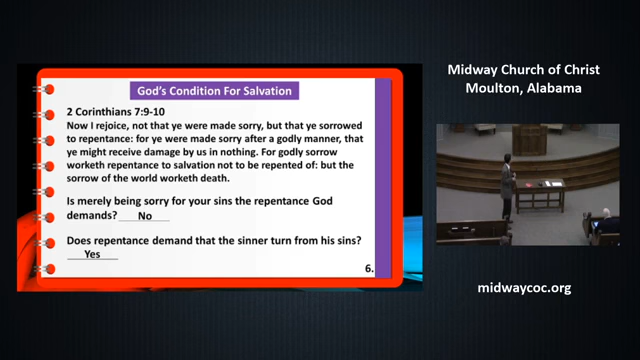 God's Condition For Salvation
2 Corinthians 7:9-10
Now I rejoice, not that ye were made sorry, but that ye sorrowed
to repentance: for ye were made sorry after a godly manner, that
ye might receive damage by us in nothing. For godly sorrow
worketh repentance to salvation not to be repented of: but the
sorrow of the world worketh death.
Is merely being sorry for your sins the repentance God
demands? No
Does repentance demand that the sinner turn from his sins?
Yes
6.
Midway Church of Christ
Moulton, Alabama
midwaycoc.org